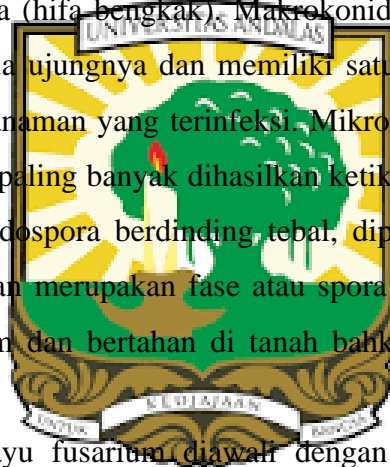 a (hifa bengkak). Makrokonid
UNIVERSITAS ANDALAS
a ujungnya dan memiliki satu
naman yang terinfeksi. Mikro
paling banyak dihasilkan ketik
dospora berdinding tebal, dip
an merupakan fase atau spora
n dan bertahan di tanah bahk
KEDJAJAAN
UNTUK BANGSA
yu fusarium diawali dengan